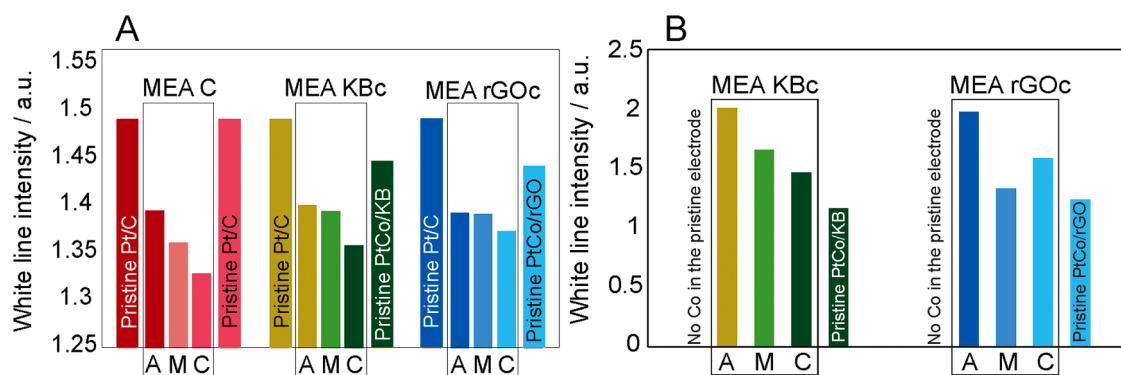 A
White line intensity / a.u.
1.55
1.5
1.45
1.4
1.35
1.3
1.25
MEA C
MEA KBc
MEA rGOc
Pristine Pt/C
Pristine Pt/C
Pristine Pt/C
Pristine PtCo/KB
Pristine Pt/C
Pristine PtCo/rGO
A M C
A M C
A M C
B
White line intensity / a.u.
2.5
2
1.5
1
0.5
0
MEA KBc
MEA rGOc
No Co in the pristine electrode
Pristine PtCo/KB
No Co in the pristine electrode
Pristine PtCo/rGO
A M C
A M C